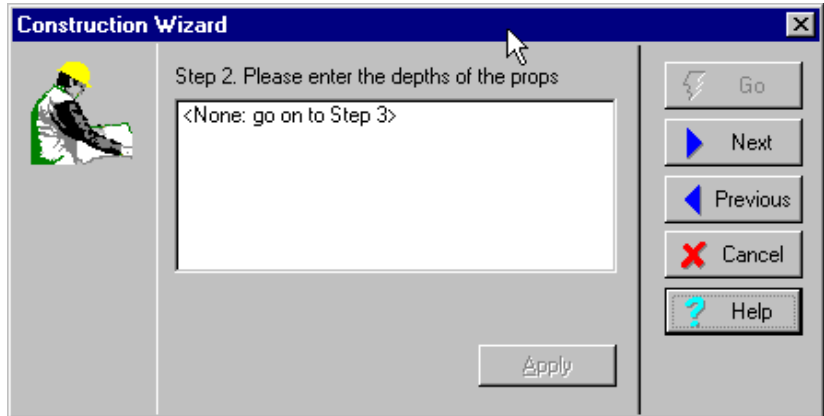 Construction Wizard
Step 2. Please enter the depths of the props
<None: go on to Step 3>
Apply
Go
Next
Previous
Cancel
Help